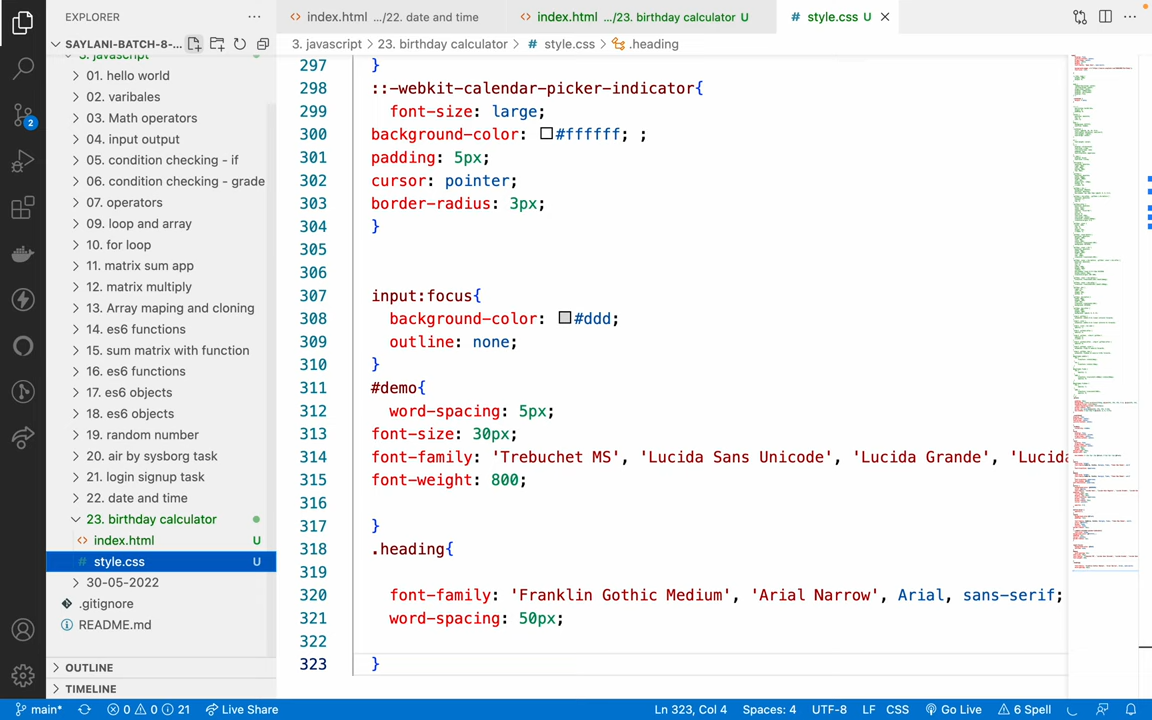 EXPLORER
index.html .../22. date and time
index.html .../23. birthday calculator U
# style.css U
SAYLANI-BATCH-8-...
3. javascript > 23. birthday calculator > # style.css > .heading
3. javascript
01. hello world
02. varibales
03. Math operators
04. input output
05. condition checking - if
06. condition checking - grade
07. operators
09. loop and array
10. for loop
11. matrix sum app
12. matrix multiply
13. Array maping and cloning
14. es6 functions
15. sum matrix with function
16. es6 functions
17. es6 objects
18. es6 objects
19. random number
20. air by sysborg task
21. login signup task
22. date and time
23. birthday calculator
index.html U
# style.css U
30-05-2022
.gitignore
README.md
OUTLINE
TIMELINE
2
297 }
298 ::-webkit-calendar-picker-indicator{
299 font-size: large;
300 background-color: #ffffff; ;
301 padding: 5px;
302 cursor: pointer;
303 border-radius: 3px;
304 }
305
306
307 input:focus{
308 background-color: #ddd;
309 outline: none;
310 }
311 #demo{
312 word-spacing: 5px;
313 font-size: 30px;
314 font-family: 'Trebuchet MS', 'Lucida Sans Unicode', 'Lucida Grande', 'Lucida
315 font-weight: 800;
316
317 }
318 .heading{
319
320 font-family: 'Franklin Gothic Medium', 'Arial Narrow', Arial, sans-serif;
321 word-spacing: 50px;
322
323 }
main* 0 0 21 Live Share Ln 323, Col 4 Spaces: 4 UTF-8 LF CSS Go Live 6 Spell